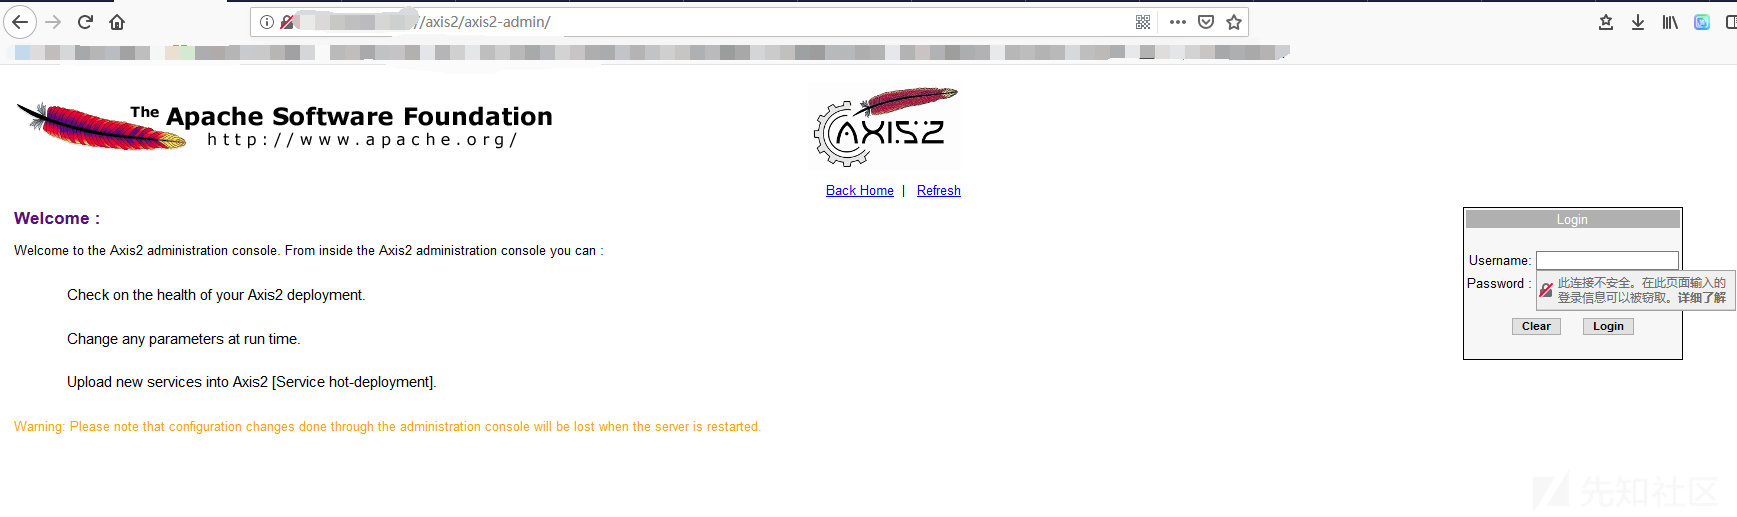 //axis2/axis2-admin/
The Apache Software Foundation
http://www.apache.org/
AXIS2
Back Home | Refresh
Welcome :
Login
Welcome to the Axis2 administration console. From inside the Axis2 administration console you can :
Username:
Password :
此连接不安全。在此页面输入的
登录信息可以被窃取。详细了解
Check on the health of your Axis2 deployment.
Clear
Login
Change any parameters at run time.
Upload new services into Axis2 [Service hot-deployment].
Warning: Please note that configuration changes done through the administration console will be lost when the server is restarted.
先知社区